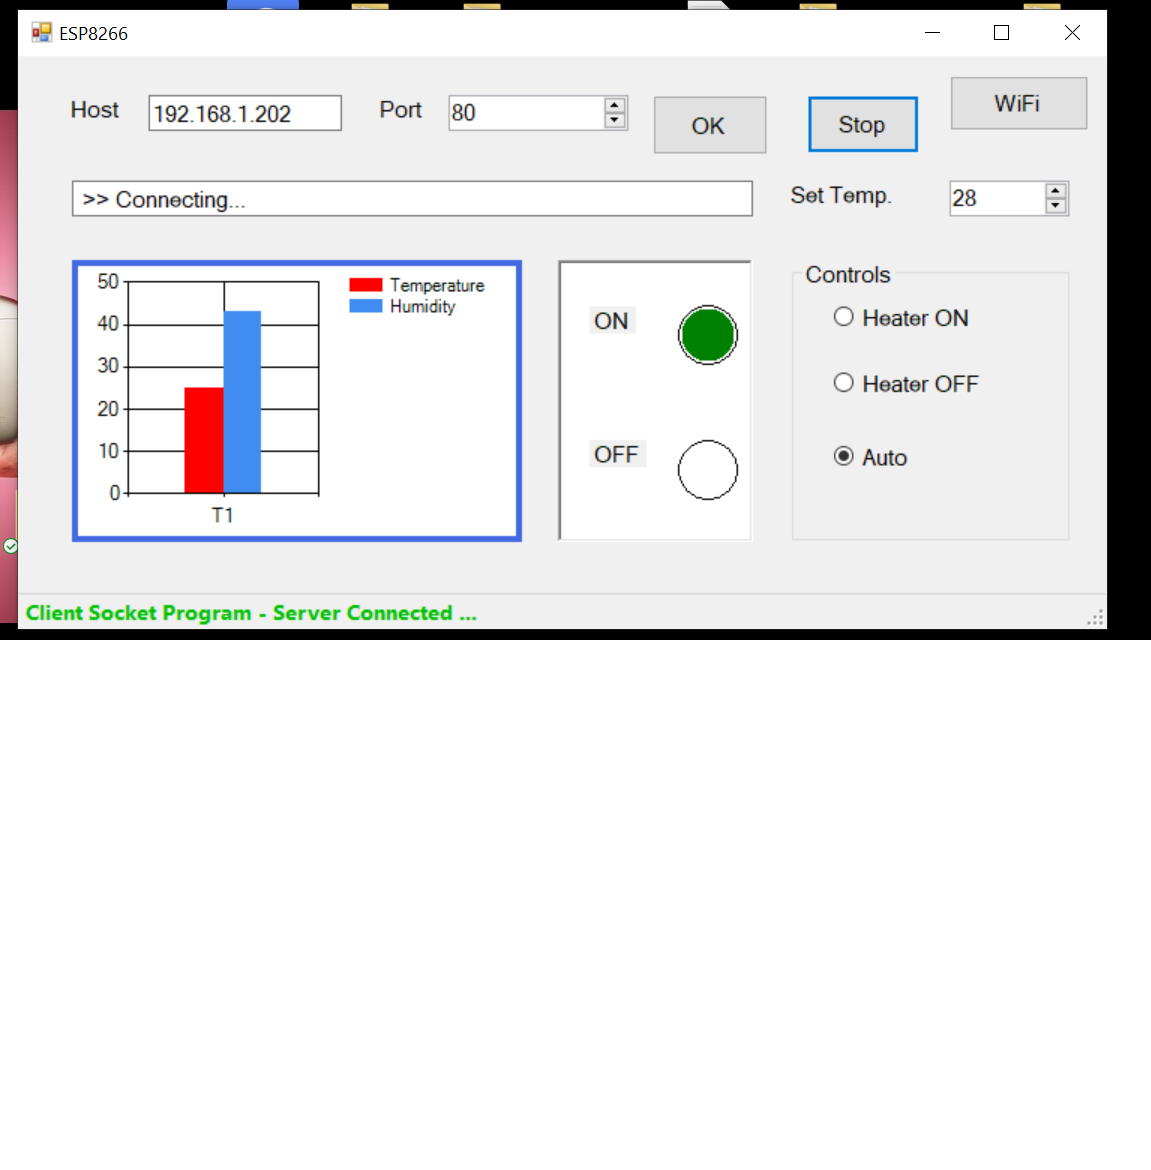 ESP8266
Host 192.168.1.202 Port 80 OK Stop WiFi
>> Connecting... Set Temp. 28
50
40
30
20
10
0
T1
Temperature
Humidity
ON
OFF
Controls
Heater ON
Heater OFF
Auto
Client Socket Program - Server Connected ...